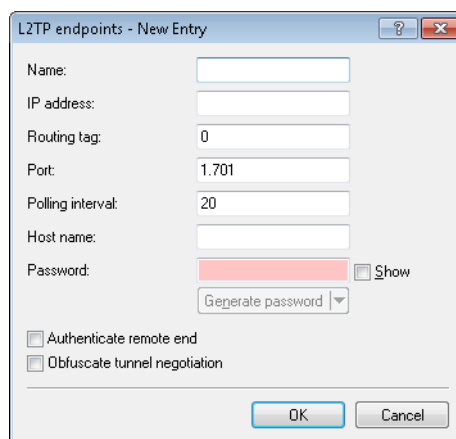 L2TP endpoints - New Entry
Name:
IP address:
Routing tag: 0
Port: 1.701
Polling interval: 20
Host name:
Password: Show
Generate password
Authenticate remote end
Obfuscate tunnel negotiation
OK Cancel